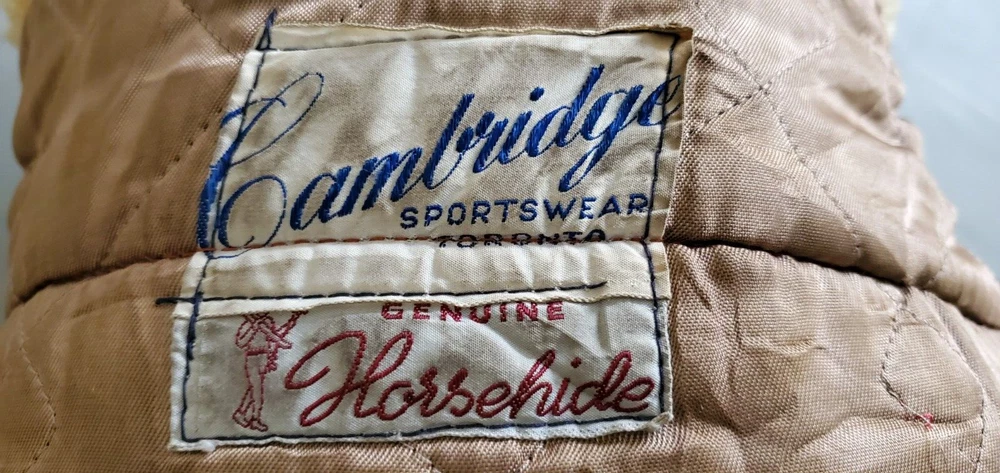 Cambridge
SPORTSWEAR
TORONTO
GENUINE
Horsehide